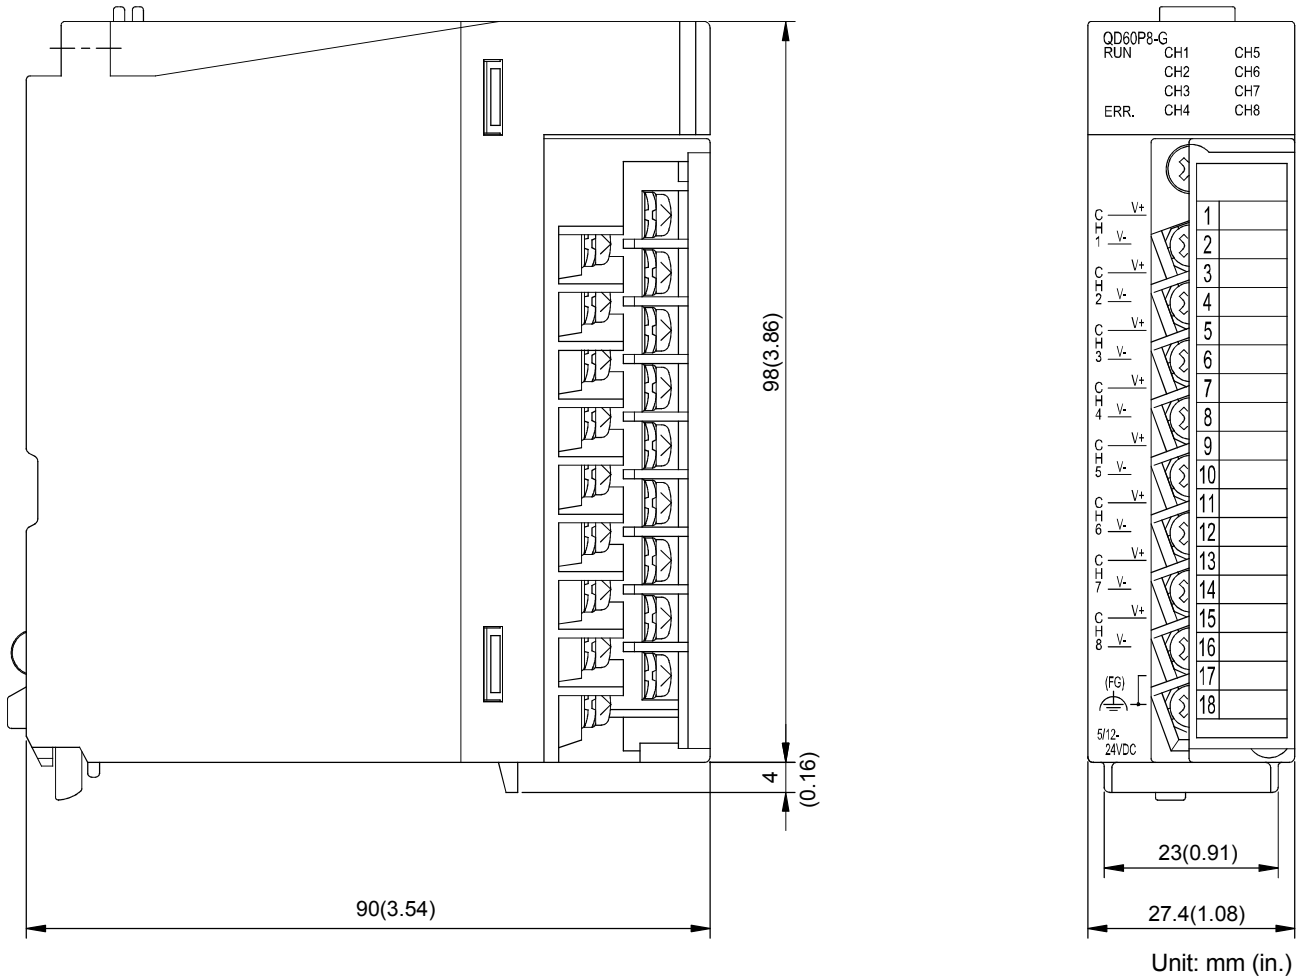 QD60P8-G
RUN CH1 CH5
CH2 CH6
CH3 CH7
ERR. CH4 CH8
CH1 V+ V-
CH2 V+ V-
CH3 V+ V-
CH4 V+ V-
CH5 V+ V-
CH6 V+ V-
CH7 V+ V-
CH8 V+ V-
(FG)
5/12-
24VDC
1
2
3
4
5
6
7
8
9
10
11
12
13
14
15
16
17
18
98(3.86)
4
(0.16)
90(3.54)
23(0.91)
27.4(1.08)
Unit: mm (in.)